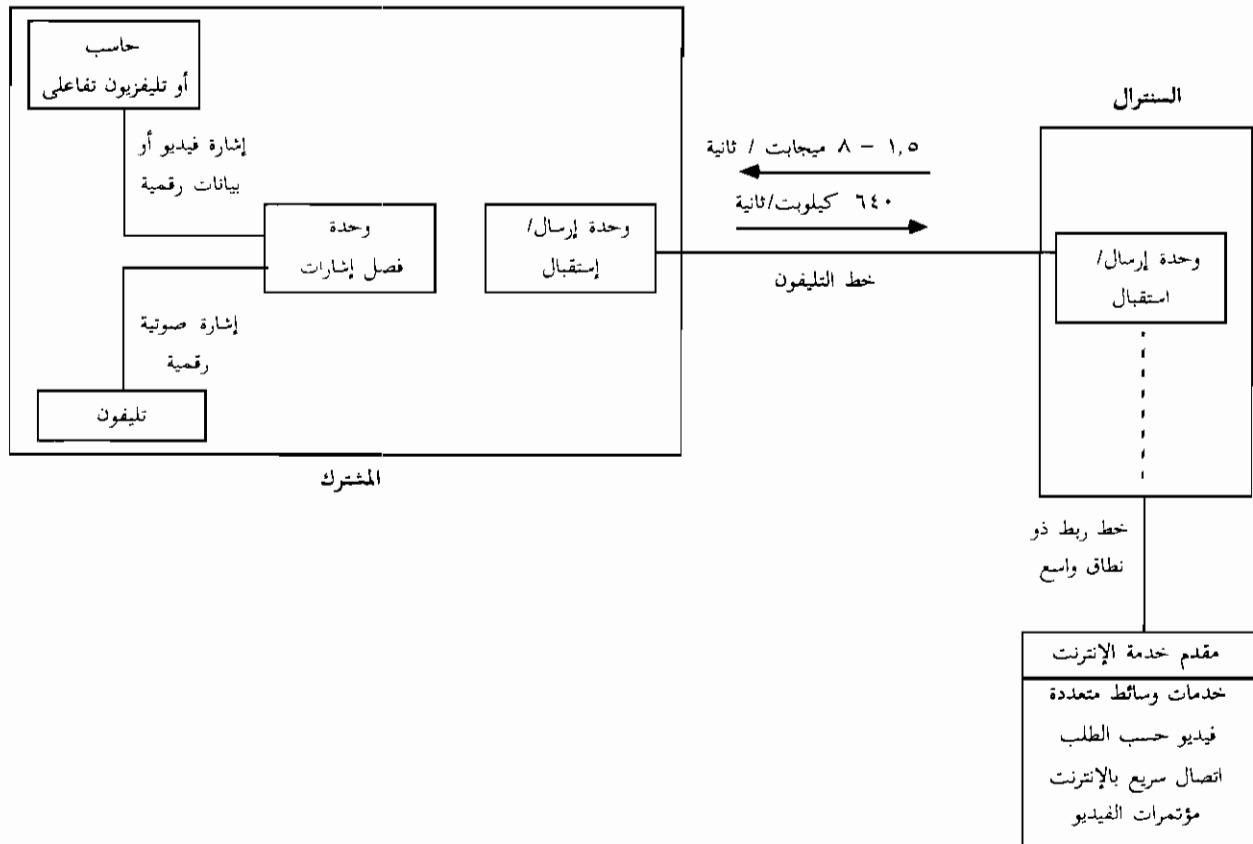 حاسب
أو تليفزيون تفاعلى
إشارة فيديو أو
بيانات رقمية
وحدة
فصل إشارات
إشارة صوتية
رقمية
تليفون
وحدة إرسال/
إستقبال
المشترك
١,٥ – ٨ ميجابت / ثانية
٦٤٠ كيلوبت/ثانية
خط التليفون
السنترال
وحدة إرسال/
استقبال
خط ربط ذو
نطاق واسع
مقدم خدمة الإنترنت
خدمات وسائط متعددة
فيديو حسب الطلب
اتصال سريع بالإنترنت
مؤتمرات الفيديو